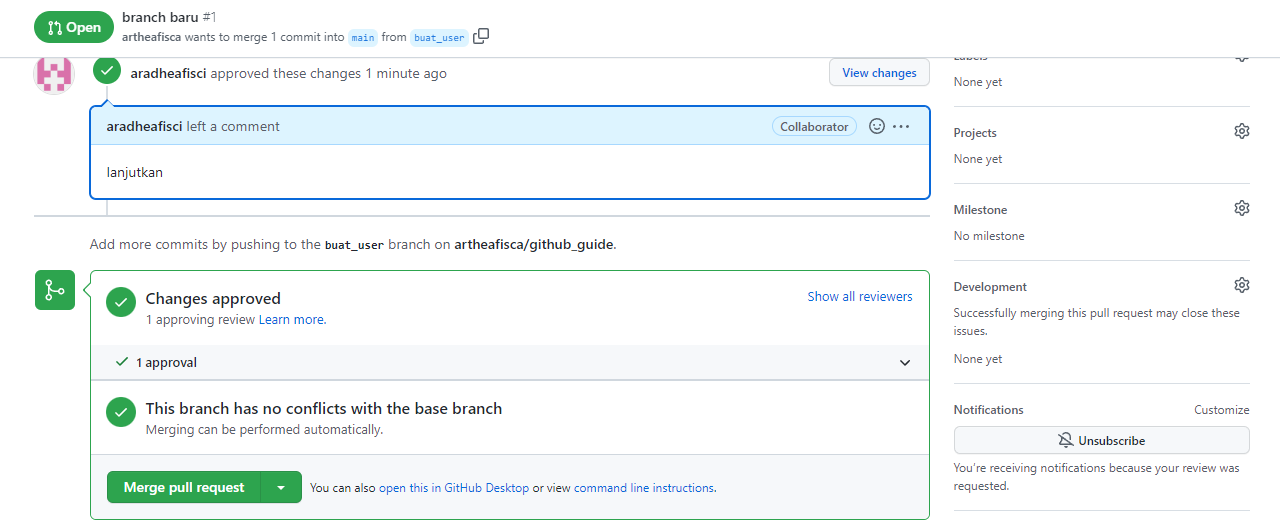 Open
branch baru #1
artheafisca wants to merge 1 commit into main from buat_user
aradheafisci approved these changes 1 minute ago
View changes
aradheafisci left a comment
Collaborator
lanjutkan
Add more commits by pushing to the buat_user branch on artheafisca/github_guide.
Changes approved
1 approving review Learn more.
Show all reviewers
1 approval
This branch has no conflicts with the base branch
Merging can be performed automatically.
Merge pull request
You can also open this in GitHub Desktop or view command line instructions.
Labels
None yet
Projects
None yet
Milestone
No milestone
Development
Successfully merging this pull request may close these
issues.
None yet
Notifications
Customize
Unsubscribe
You're receiving notifications because your review was
requested.